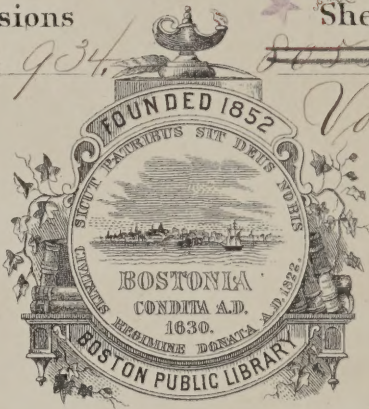 sions She
934,
FOUNDED 1852
SICUT PATRIBUS SIT DEUS NOBIS
BOSTONIA
CONDITA A.D.
1630.
CIVITATIS REGIMINE DONATA A.D. 1822.
BOSTON PUBLIC LIBRARY